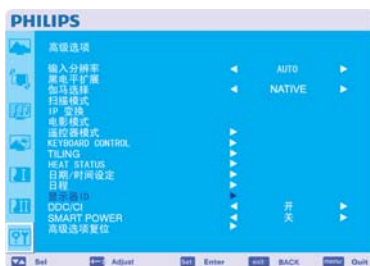 PHILIPS
高级选项
输入分辨率 AUTO
黑电平扩展
伽马选择 NATIVE
扫描模式
IP 变换
电影模式
遥控器模式
KEYBOARD CONTROL
TILING
HEAT STATUS
日期/时间设定
日程
显示器ID
DDC/CI 开
SMART POWER 关
高级选项复位
Sel Adjust Set Enter exit BACK menu Quit